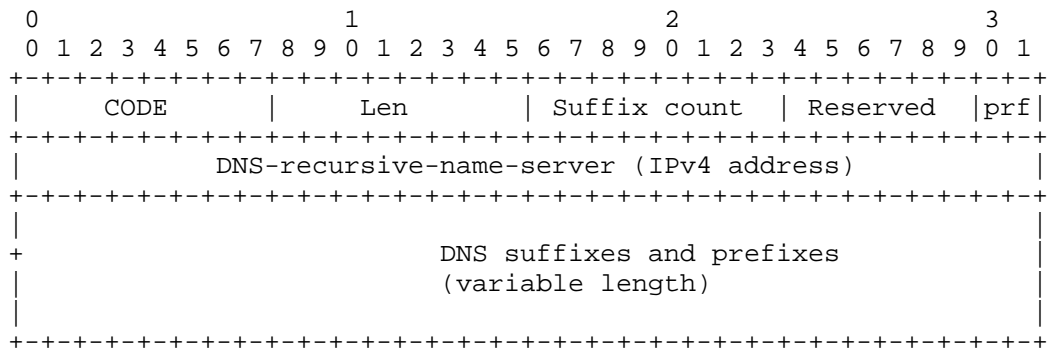 0                   1                   2                   3
 0 1 2 3 4 5 6 7 8 9 0 1 2 3 4 5 6 7 8 9 0 1 2 3 4 5 6 7 8 9 0 1
+-+-+-+-+-+-+-+-+-+-+-+-+-+-+-+-+-+-+-+-+-+-+-+-+-+-+-+-+-+-+-+-+
|     CODE      |     Len       | Suffix count  | Reserved  |prf|
+-+-+-+-+-+-+-+-+-+-+-+-+-+-+-+-+-+-+-+-+-+-+-+-+-+-+-+-+-+-+-+-+
|            DNS-recursive-name-server (IPv4 address)           |
+-+-+-+-+-+-+-+-+-+-+-+-+-+-+-+-+-+-+-+-+-+-+-+-+-+-+-+-+-+-+-+-+
|                                                               |
+                          DNS suffixes and prefixes            |
|                          (variable length)                    |
|                                                               |
+-+-+-+-+-+-+-+-+-+-+-+-+-+-+-+-+-+-+-+-+-+-+-+-+-+-+-+-+-+-+-+-+